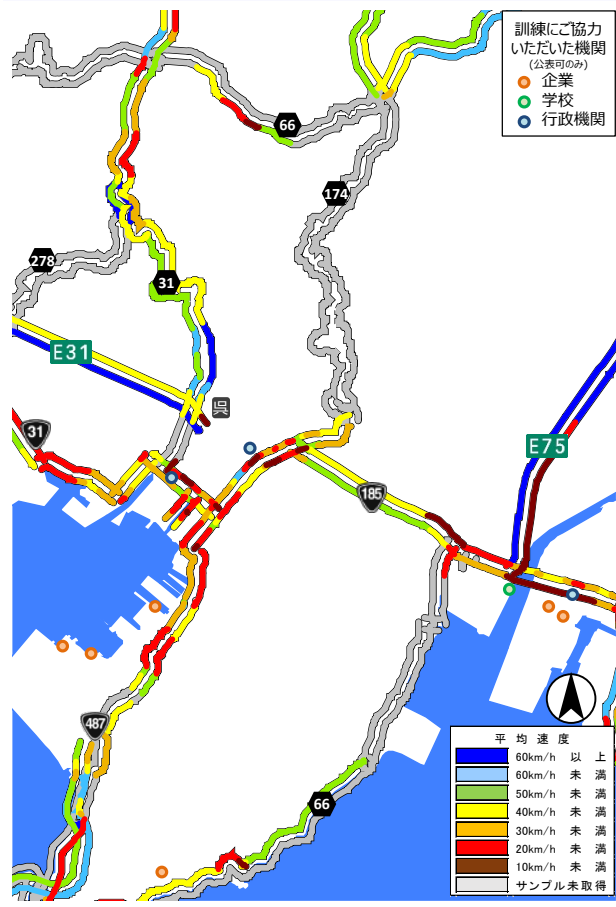 訓練にご協力
いただいた機関
(公表可のみ)
企業
学校
行政機関
66
174
278
31
E31
呉
31
E75
185
487
66
平均速度
60km/h 以上
60km/h 未満
50km/h 未満
40km/h 未満
30km/h 未満
20km/h 未満
10km/h 未満
サンプル未取得